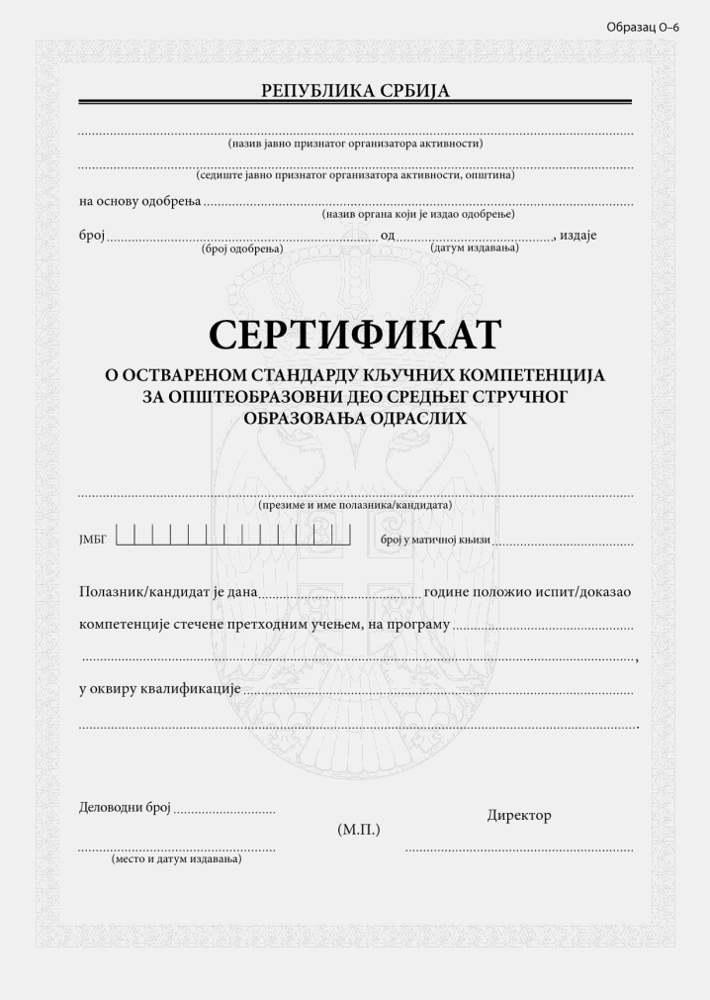 Образац О–6
РЕПУБЛИКА СРБИЈА
(назив јавно признатог организатора активности)
(седиште јавно признатог организатора активности, општина)
на основу одобрења
(назив органа који је издао одобрење)
број од , издаје
(број одобрења) (датум издавања)
СЕРТИФИКАТ
О ОСТВАРЕНОМ СТАНДАРДУ КЉУЧНИХ КОМПЕТЕНЦИЈА
ЗА ОПШТЕОБРАЗОВНИ ДЕО СРЕДЊЕГ СТРУЧНОГ
ОБРАЗОВАЊА ОДРАСЛИХ
(презиме и име полазника/кандидата)
ЈМБГ број у матичној књизи
Полазник/кандидат је дана године положио испит/доказао
компетенције стечене претходним учењем, на програму
,
у оквиру квалификације
.
Деловодни број
Директор
(М.П.)
(место и датум издавања)